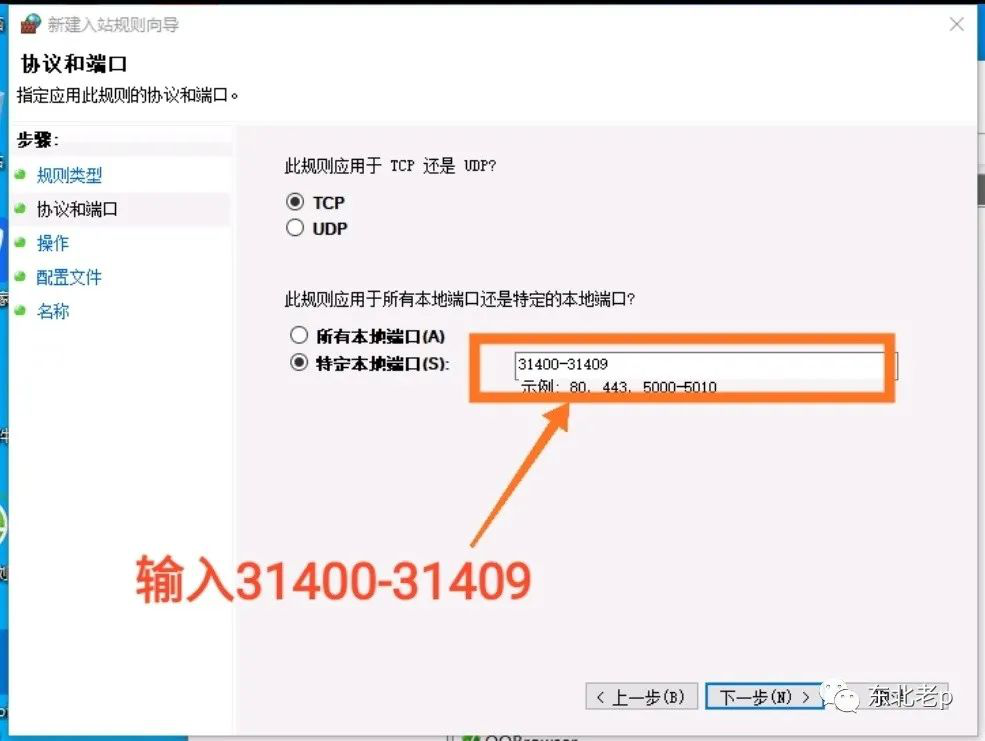 新建入站规则向导
协议和端口
指定应用此规则的协议和端口。
步骤:
规则类型
协议和端口
操作
配置文件
名称
此规则应用于 TCP 还是 UDP?
TCP
UDP
此规则应用于所有本地端口还是特定的本地端口?
所有本地端口(A)
特定本地端口(S):
31400-31409
示例: 80, 443, 5000-5010
输入31400-31409
< 上一步(B)
下一步(N) >
东北老p
QQBrowser